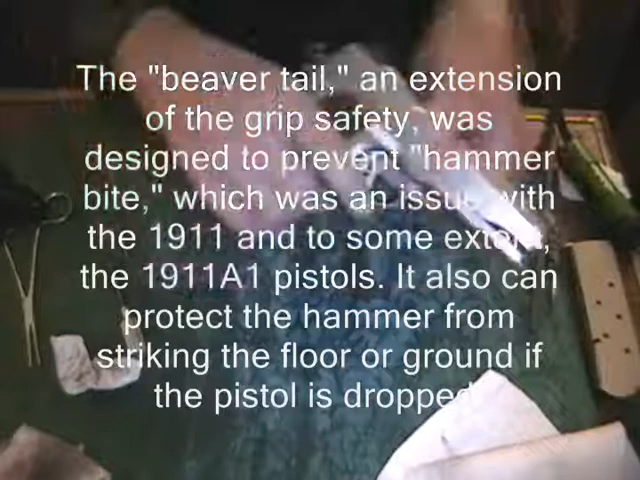 The "beaver tail," an extension
of the grip safety, was
designed to prevent "hammer
bite," which was an issue with
the 1911 and to some extent,
the 1911A1 pistols. It also can
protect the hammer from
striking the floor or ground if
the pistol is dropped.